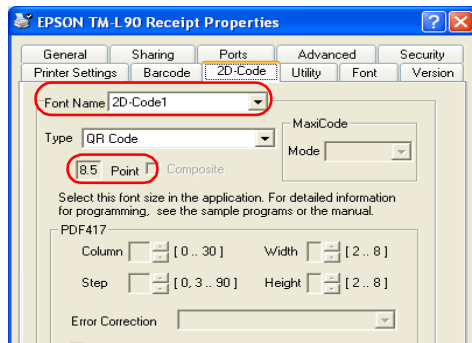 EPSON TM-L90 Receipt Properties
General Sharing Ports Advanced Security
Printer Settings Barcode 2D-Code Utility Font Version
Font Name 2D-Code1
MaxiCode
Type QR Code
Mode
8.5 Point Composite
Select this font size in the application. For detailed information
for programming, see the sample programs or the manual.
PDF417
Column [ 0 .. 30 ] Width [ 2 .. 8 ]
Step [ 0, 3 .. 90 ] Height [ 2 .. 8 ]
Error Correction